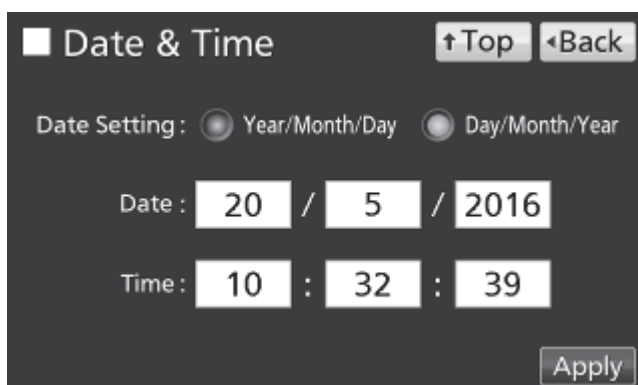 Date & Time ↑Top ◂Back
Date Setting: Year/Month/Day Day/Month/Year
Date: 20 / 5 / 2016
Time: 10 : 32 : 39
Apply